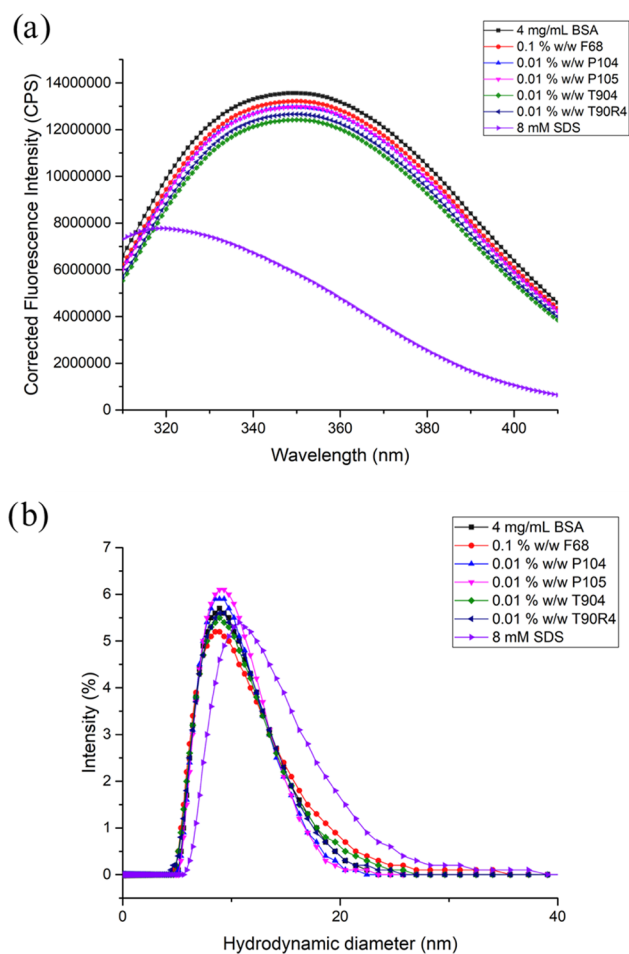 (a)
4 mg/mL BSA
0.1 % w/w F68
0.01 % w/w P104
0.01 % w/w P105
0.01 % w/w T904
0.01 % w/w T90R4
8 mM SDS
Corrected Fluorescence Intensity (CPS)
14000000
12000000
10000000
8000000
6000000
4000000
2000000
0
320 340 360 380 400
Wavelength (nm)
(b)
4 mg/mL BSA
0.1 % w/w F68
0.01 % w/w P104
0.01 % w/w P105
0.01 % w/w T904
0.01 % w/w T90R4
8 mM SDS
Intensity (%)
7
6
5
4
3
2
1
0
0 20 40
Hydrodynamic diameter (nm)